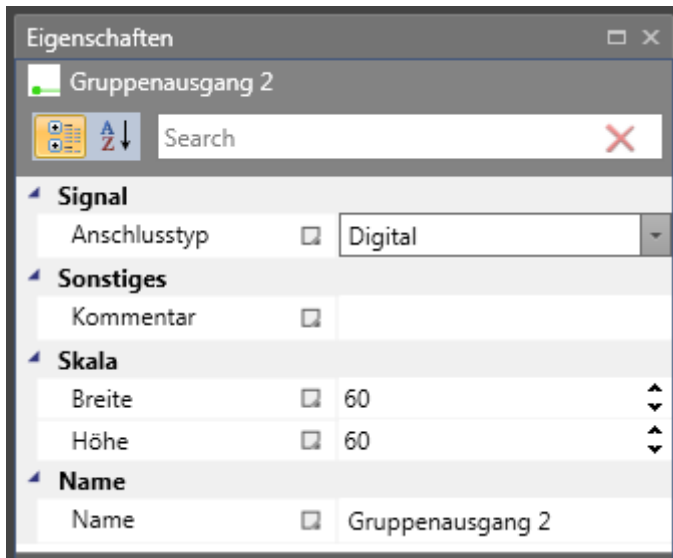 Eigenschaften
Gruppenausgang 2
A
Z
Search
Signal
Anschlusstyp Digital
Sonstiges
Kommentar
Skala
Breite 60
Höhe 60
Name
Name Gruppenausgang 2